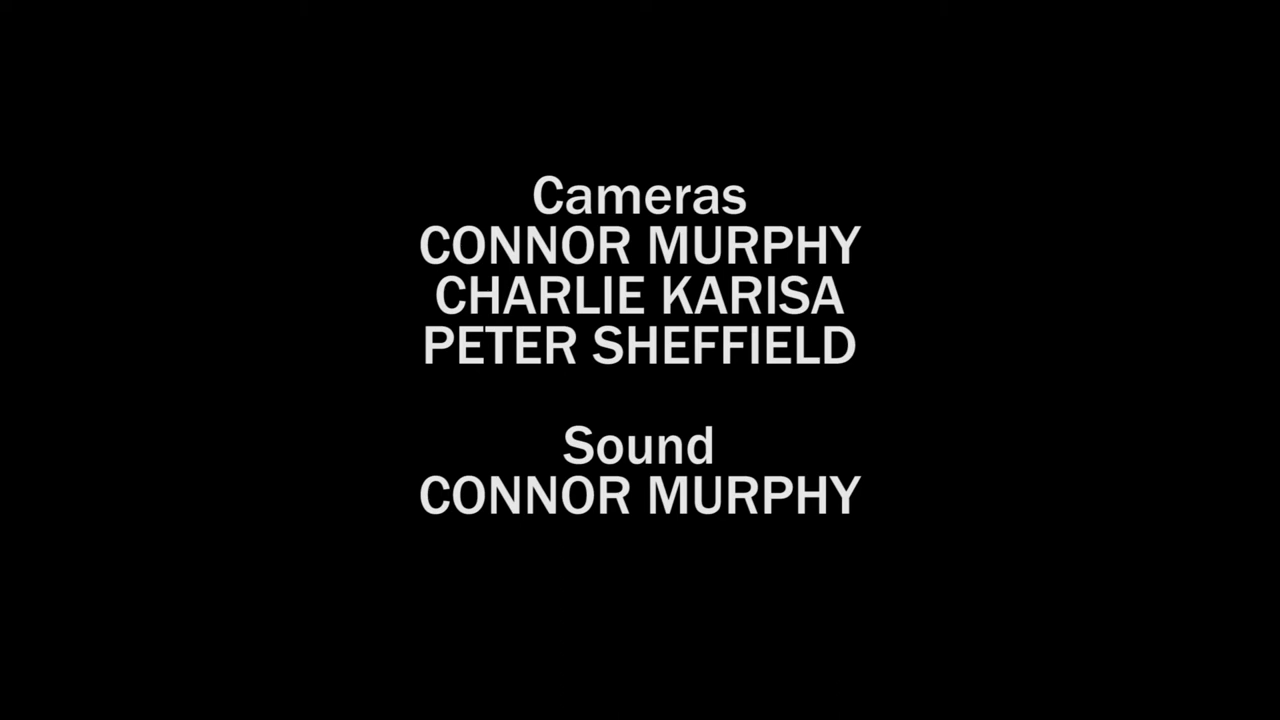 Cameras
CONNOR MURPHY
CHARLIE KARISA
PETER SHEFFIELD
Sound
CONNOR MURPHY